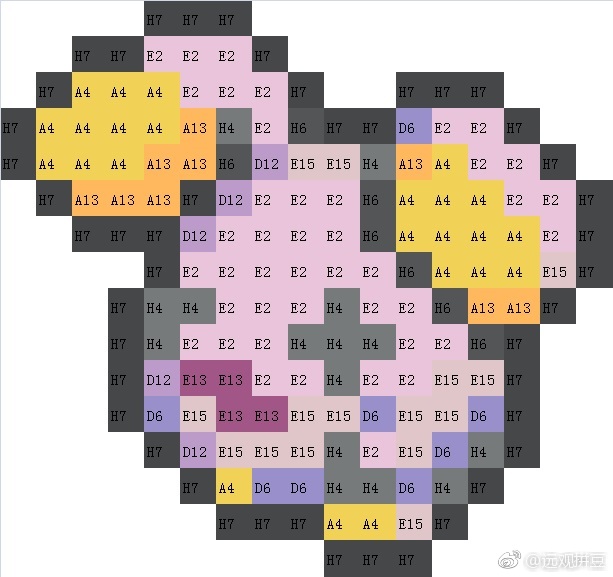 H7 H7 H7
H7 H7 E2 E2 E2 H7
H7 A4 A4 A4 E2 E2 E2 H7 H7 H7 H7
H7 A4 A4 A4 A4 A13 H4 E2 H6 H7 H7 D6 E2 E2 H7
H7 A4 A4 A4 A13 A13 H6 D12 E15 E15 H4 A13 A4 E2 E2 H7
H7 A13 A13 A13 H7 D12 E2 E2 E2 H6 A4 A4 A4 E2 E2 H7
H7 H7 H7 D12 E2 E2 E2 E2 H6 A4 A4 A4 A4 E2 H7
H7 E2 E2 E2 E2 E2 E2 H6 A4 A4 A4 E15 H7
H7 H4 H4 E2 E2 E2 H4 E2 E2 H6 A13 A13 H7
H7 H4 E2 E2 E2 H4 H4 H4 E2 E2 H6 H7
H7 D12 E13 E13 E2 E2 H4 E2 E2 E15 E15 H7
H7 D6 E15 E13 E13 E15 E15 D6 E15 E15 D6 H7
H7 D12 E15 E15 E15 H4 E2 E15 D6 H4 H7
H7 A4 D6 D6 H4 H4 D6 H4 H7
H7 H7 H7 A4 A4 E15 H7
H7 H7 H7
@远观拼豆